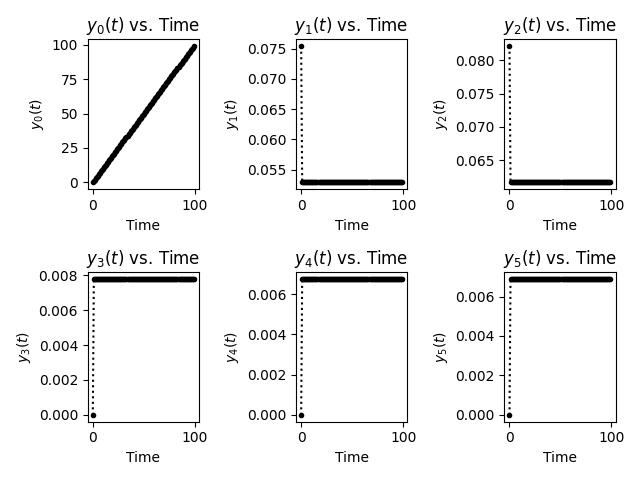 y₀(t) vs. Time
y₁(t) vs. Time
y₂(t) vs. Time
100
75
50
25
0
y₀(t)
0 100
Time
0.075
0.070
0.065
0.060
0.055
y₁(t)
0 100
Time
0.080
0.075
0.070
0.065
y₂(t)
0 100
Time
y₃(t) vs. Time
y₄(t) vs. Time
y₅(t) vs. Time
0.008
0.006
0.004
0.002
0.000
y₃(t)
0 100
Time
0.006
0.004
0.002
0.000
y₄(t)
0 100
Time
0.006
0.004
0.002
0.000
y₅(t)
0 100
Time